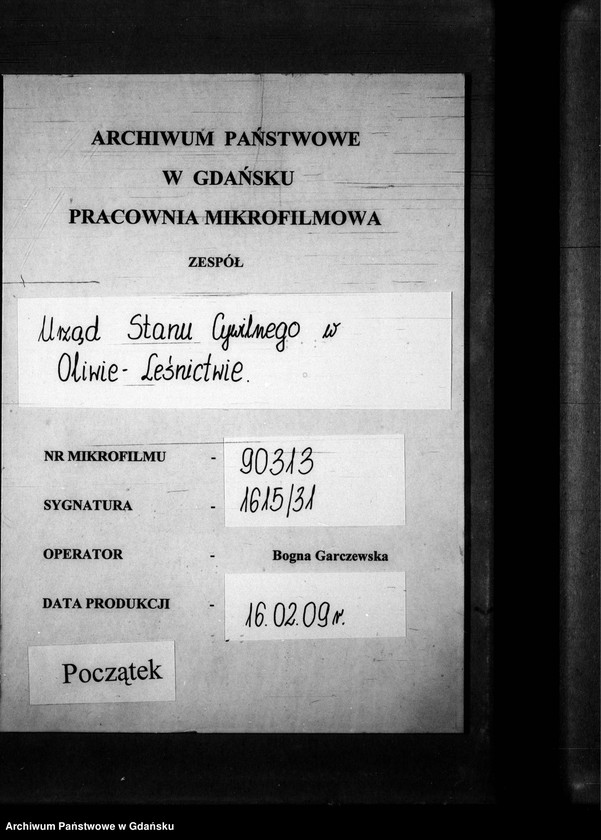 ARCHIWUM PAŃSTWOWE
W GDAŃSKU
PRACOWNIA MIKROFILMOWA
ZESPÓŁ
Urząd Stanu Cywilnego w
Oliwie - Leśnictwie.
NR MIKROFILMU - 90313
SYGNATURA - 1615/31
OPERATOR - Bogna Garczewska
DATA PRODUKCJI - 16.02.09 r.
Początek
Archiwum Państwowe w Gdańsku